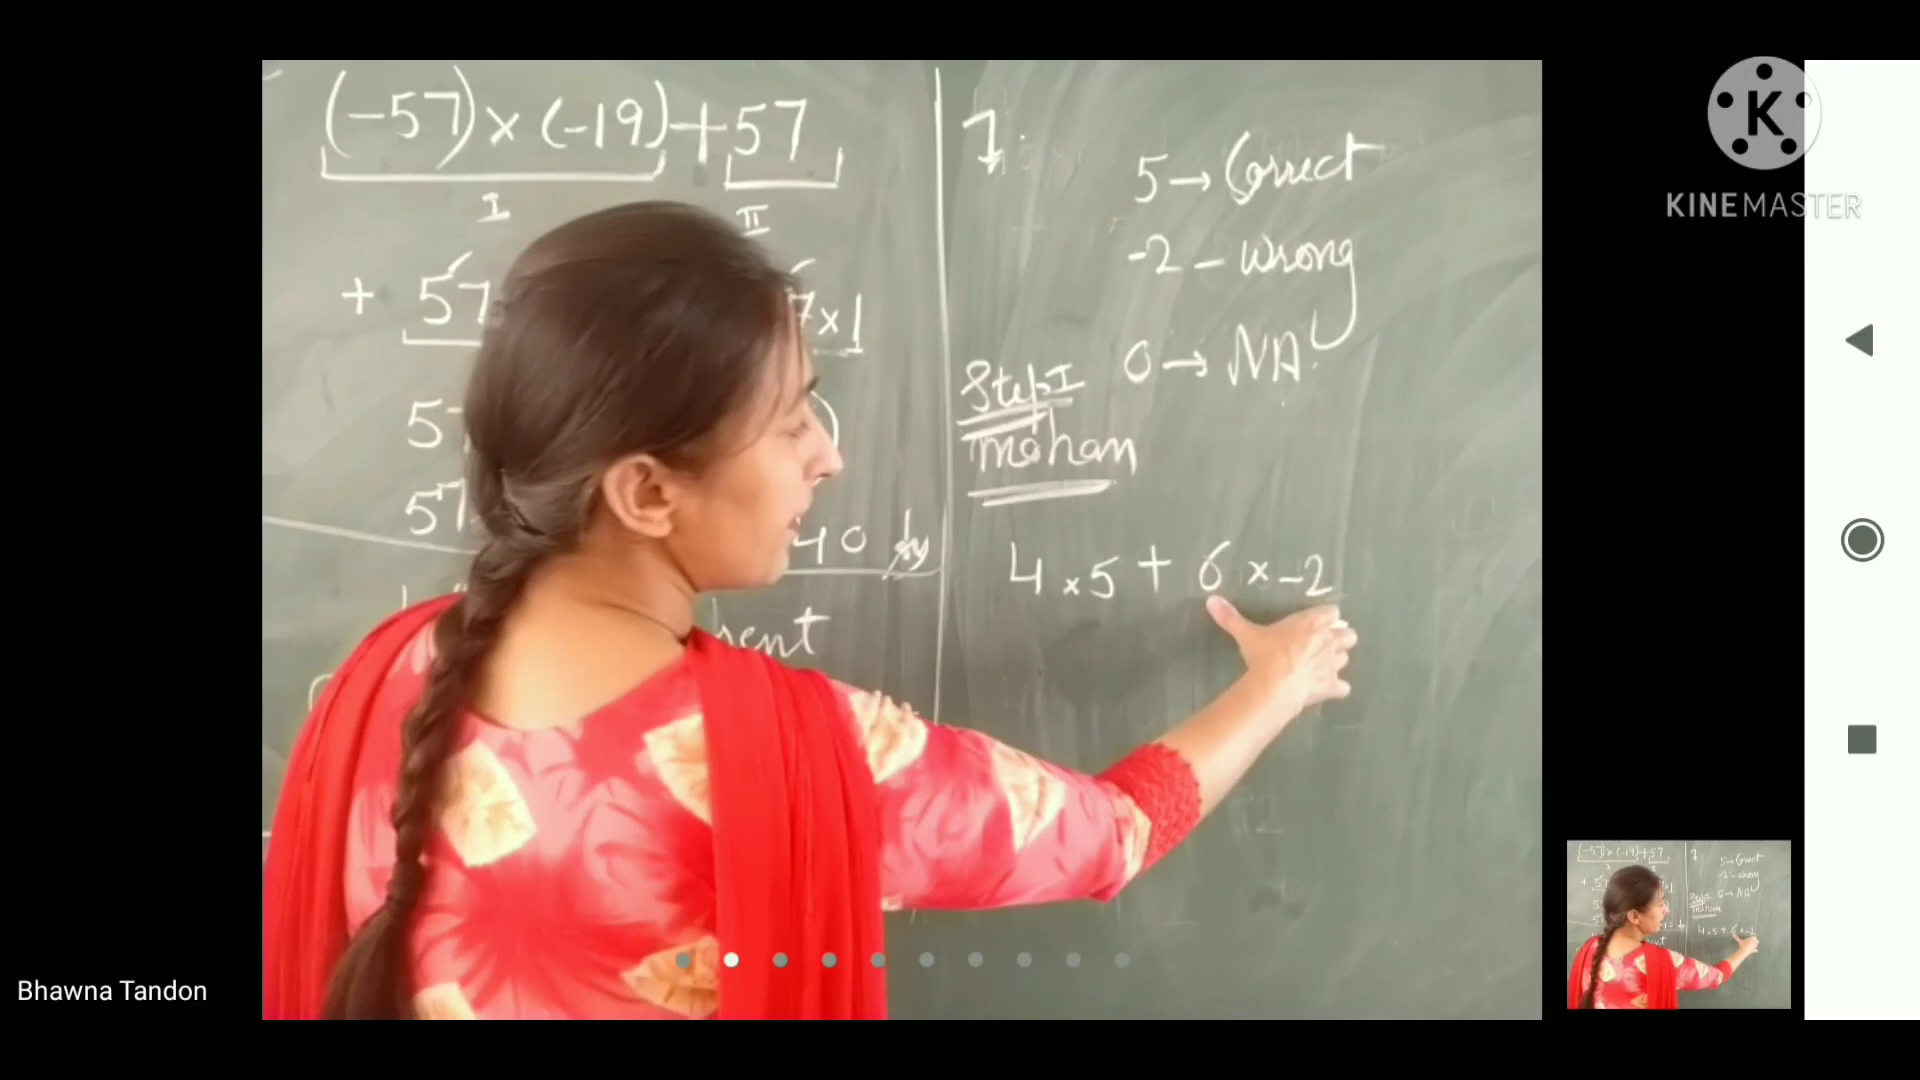 (-57) × (-19) + 57
I
II
+ 57
7×1
57
57
40
hent
7.
5 → Correct
-2 - Wrong
0 → NA
Step I
mohan
4 × 5 + 6 × -2
KINEMASTER
Bhawna Tandon